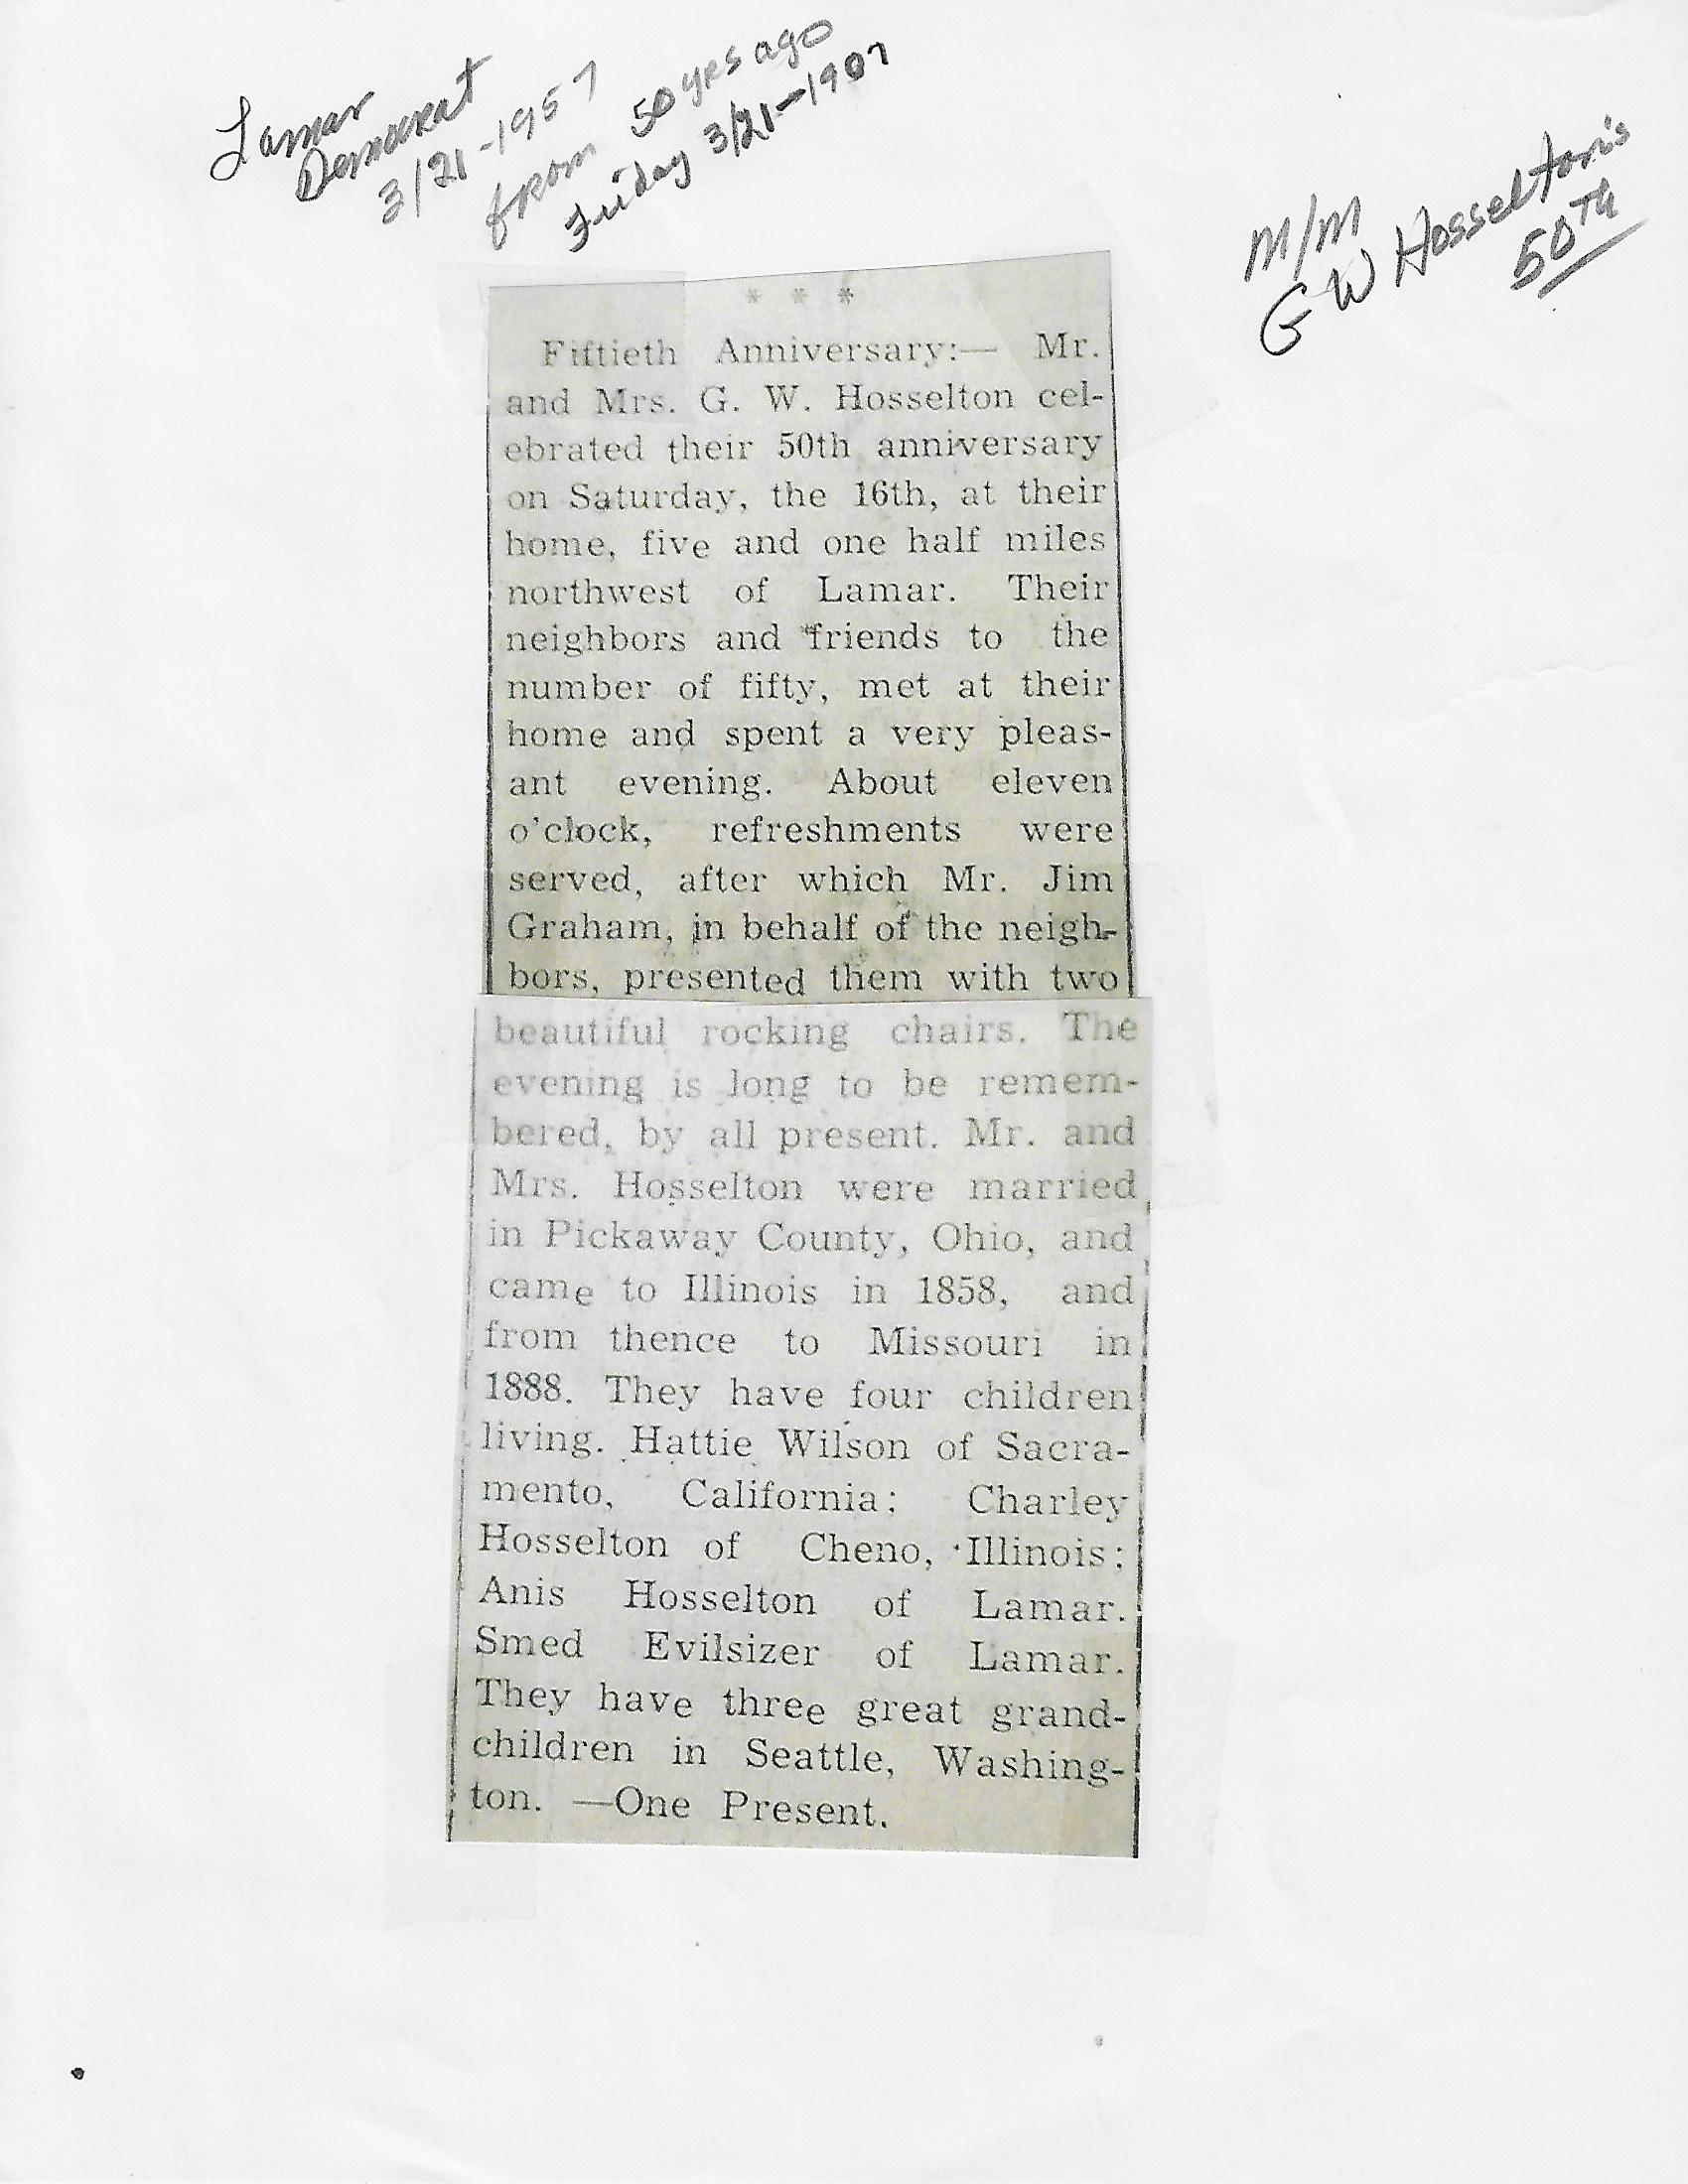 Lamar
Democrat
3/21-1957
from 50 yrs ago
Friday 3/21-1907
M/M
G W Hosselton's
50TH
* * *
Fiftieth Anniversary:— Mr.
and Mrs. G. W. Hosselton cel-
ebrated their 50th anniversary
on Saturday, the 16th, at their
home, five and one half miles
northwest of Lamar. Their
neighbors and friends to the
number of fifty, met at their
home and spent a very pleas-
ant evening. About eleven
o'clock, refreshments were
served, after which Mr. Jim
Graham, in behalf of the neigh-
bors, presented them with two
beautiful rocking chairs. The
evening is long to be remem-
bered, by all present. Mr. and
Mrs. Hosselton were married
in Pickaway County, Ohio, and
came to Illinois in 1858, and
from thence to Missouri in
1888. They have four children
living. Hattie Wilson of Sacra-
mento, California; Charley
Hosselton of Cheno, Illinois;
Anis Hosselton of Lamar.
Smed Evilsizer of Lamar.
They have three great grand-
children in Seattle, Washing-
ton. —One Present.